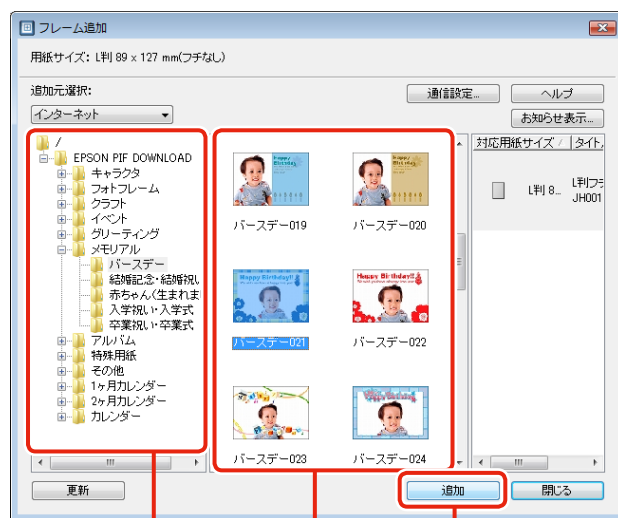 フレーム追加
用紙サイズ: L判 89 x 127 mm(フチなし)
追加元選択:
インターネット
通信設定...
ヘルプ
お知らせ表示...
/
EPSON PIF DOWNLOAD
キャラクタ
フォトフレーム
クラフト
イベント
グリーティング
メモリアル
バースデー
結婚記念・結婚祝い
赤ちゃん(生まれま
入学祝い・入学式
卒業祝い・卒業式
アルバム
特殊用紙
その他
1ヶ月カレンダー
2ヶ月カレンダー
カレンダー
Happy Birthday
Happy Birthday
バースデー019
バースデー020
Happy Birthday!!
Happy Birthday!!
バースデー021
バースデー022
Happy Birthday
バースデー023
バースデー024
対応用紙サイズ
タイト
L判 8...
L判フチ
JH001
更新
追加
閉じる